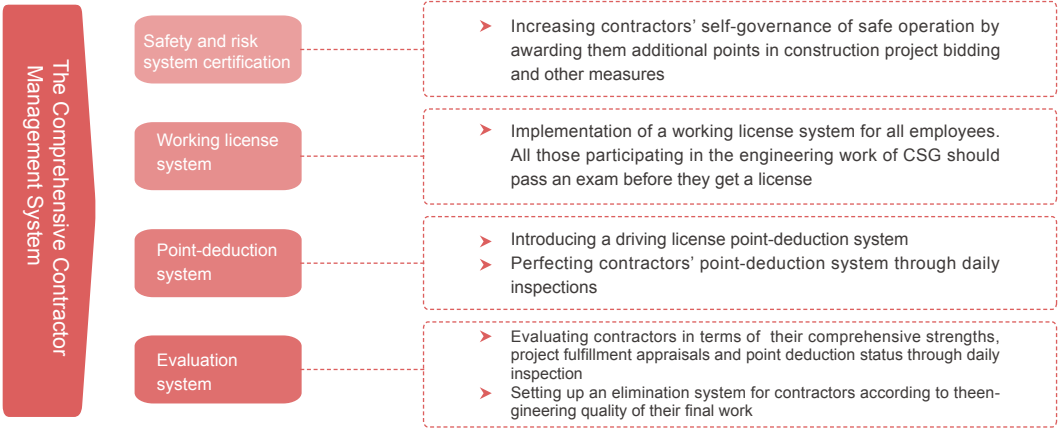 The Comprehensive Contractor
Management System
Safety and risk
system certification
➤ Increasing contractors’ self-governance of safe operation by
awarding them additional points in construction project bidding
and other measures
Working license
system
➤ Implementation of a working license system for all employees.
All those participating in the engineering work of CSG should
pass an exam before they get a license
Point-deduction
system
➤ Introducing a driving license point-deduction system
➤ Perfecting contractors’ point-deduction system through daily
inspections
Evaluation
system
➤ Evaluating contractors in terms of their comprehensive strengths,
project fulfillment appraisals and point deduction status through daily
inspection
➤ Setting up an elimination system for contractors according to theen-
gineering quality of their final work